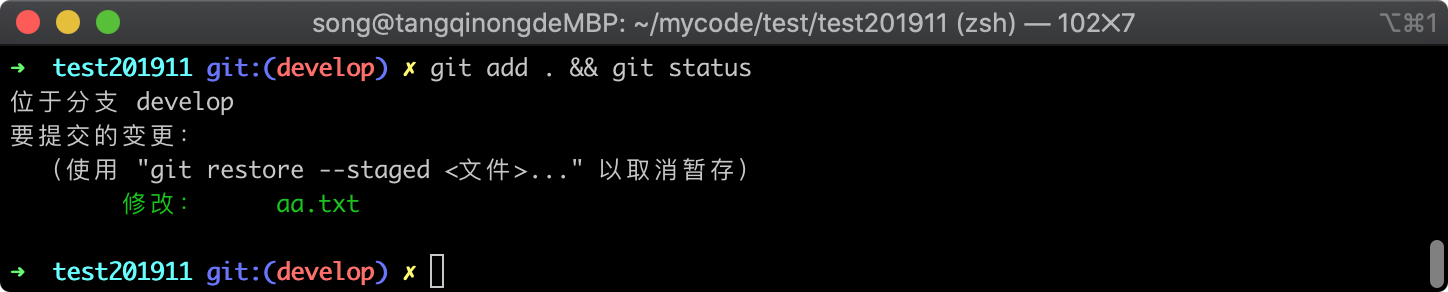 song@tangqinongdeMBP: ~/mycode/test/test201911 (zsh) — 102×7
⌥⌘1
➜ test201911 git:(develop) ✗ git add . && git status
位于分支 develop
要提交的变更：
（使用 "git restore --staged <文件>..." 以取消暂存）
修改： aa.txt
➜ test201911 git:(develop) ✗